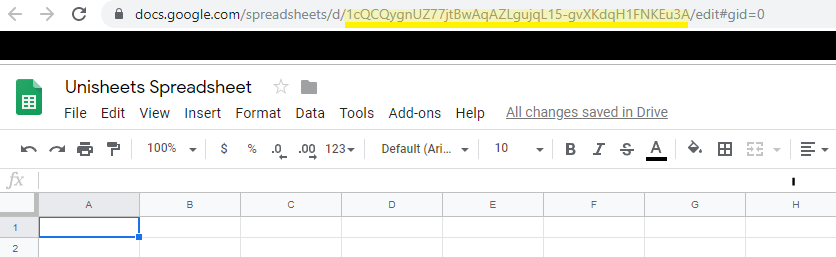 docs.google.com/spreadsheets/d/1cQCQygnUZ77jtBwAqAZLgujqL15-gvXKdqH1FNKEu3A/edit#gid=0
Unisheets Spreadsheet
File Edit View Insert Format Data Tools Add-ons Help All changes saved in Drive
100% $ % .0 .00 123 Default (Ari... 10 B I S A
fx
A B C D E F G H
1
2